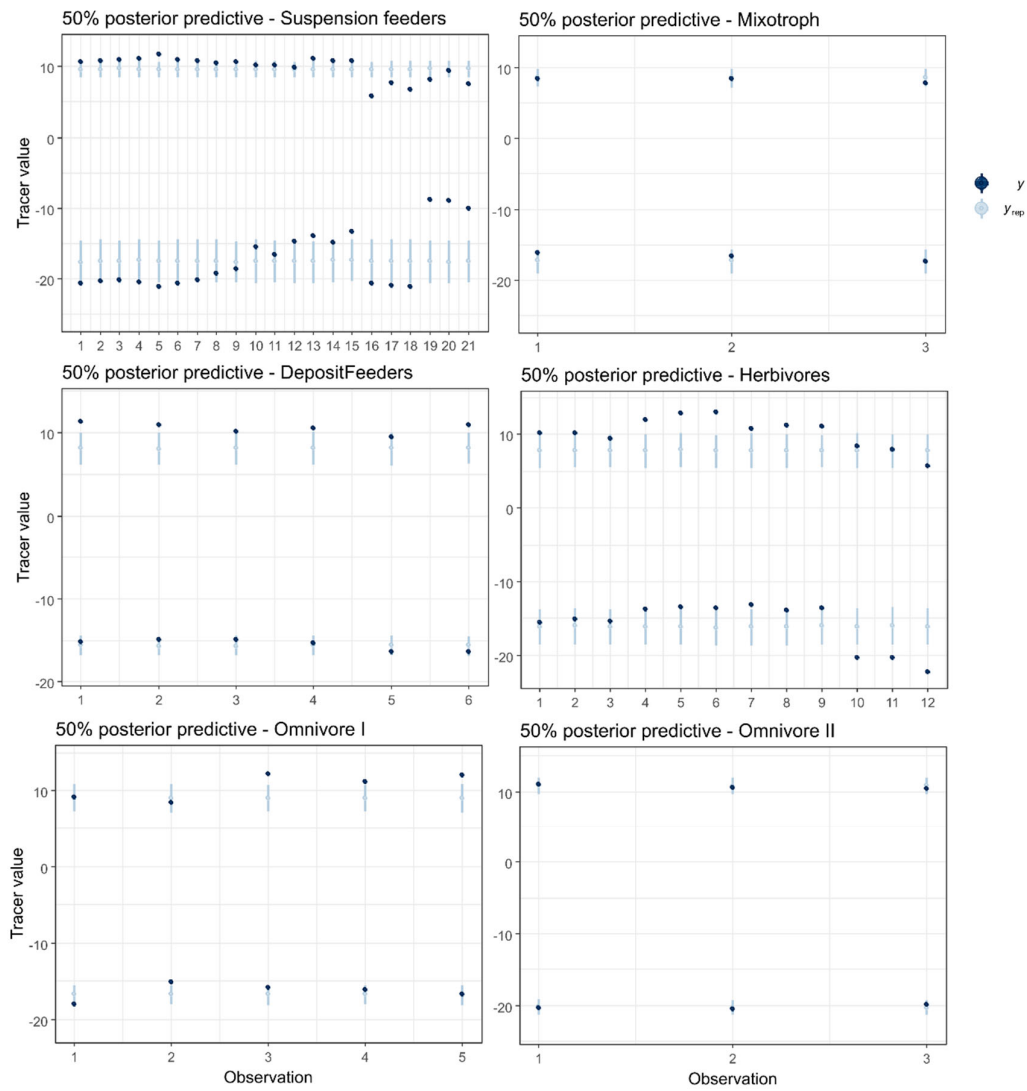 50% posterior predictive - Suspension feeders
10
0
-10
-20
Tracer value
1 2 3 4 5 6 7 8 9 10 11 12 13 14 15 16 17 18 19 20 21
50% posterior predictive - Mixotroph
10
0
-10
-20
1 2 3
y
yrep
50% posterior predictive - DepositFeeders
10
0
-10
-20
Tracer value
1 2 3 4 5 6
50% posterior predictive - Herbivores
10
0
-10
-20
1 2 3 4 5 6 7 8 9 10 11 12
50% posterior predictive - Omnivore I
10
0
-10
-20
Tracer value
1 2 3 4 5
Observation
50% posterior predictive - Omnivore II
10
0
-10
-20
1 2 3
Observation